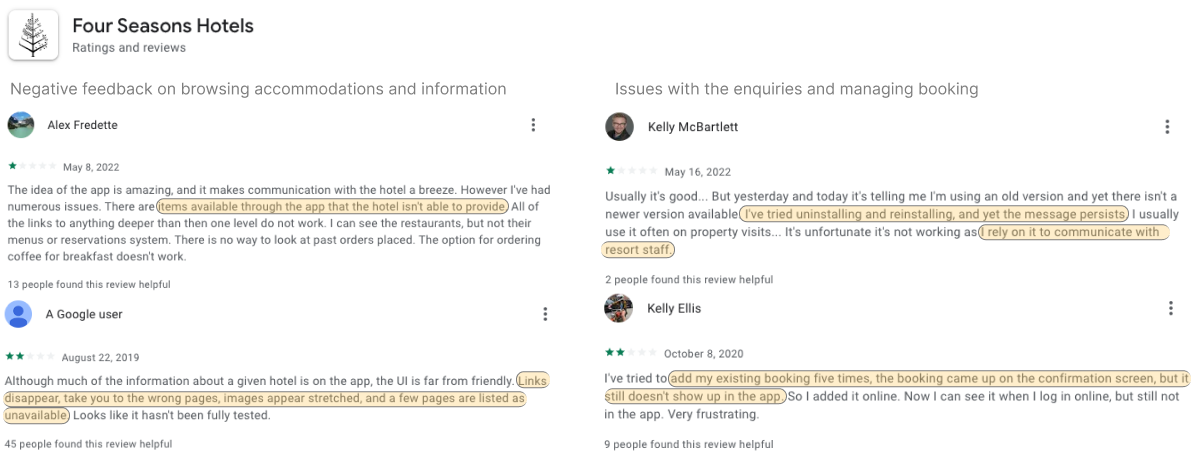 Four Seasons Hotels
Ratings and reviews
Negative feedback on browsing accommodations and information
Alex Fredette
May 8, 2022
The idea of the app is amazing, and it makes communication with the hotel a breeze. However I've had
numerous issues. There are items available through the app that the hotel isn't able to provide. All of
the links to anything deeper than then one level do not work. I can see the restaurants, but not their
menus or reservations system. There is no way to look at past orders placed. The option for ordering
coffee for breakfast doesn't work.
13 people found this review helpful
A Google user
August 22, 2019
Although much of the information about a given hotel is on the app, the UI is far from friendly. Links
disappear, take you to the wrong pages, images appear stretched, and a few pages are listed as
unavailable. Looks like it hasn't been fully tested.
45 people found this review helpful
Issues with the enquiries and managing booking
Kelly McBartlett
May 16, 2022
Usually it's good... But yesterday and today it's telling me I'm using an old version and yet there isn't a
newer version available. I've tried uninstalling and reinstalling, and yet the message persists. I usually
use it often on property visits... It's unfortunate it's not working as I rely on it to communicate with
resort staff.
2 people found this review helpful
Kelly Ellis
October 8, 2020
I've tried to add my existing booking five times, the booking came up on the confirmation screen, but it
still doesn't show up in the app. So I added it online. Now I can see it when I log in online, but still not
in the app. Very frustrating.
9 people found this review helpful